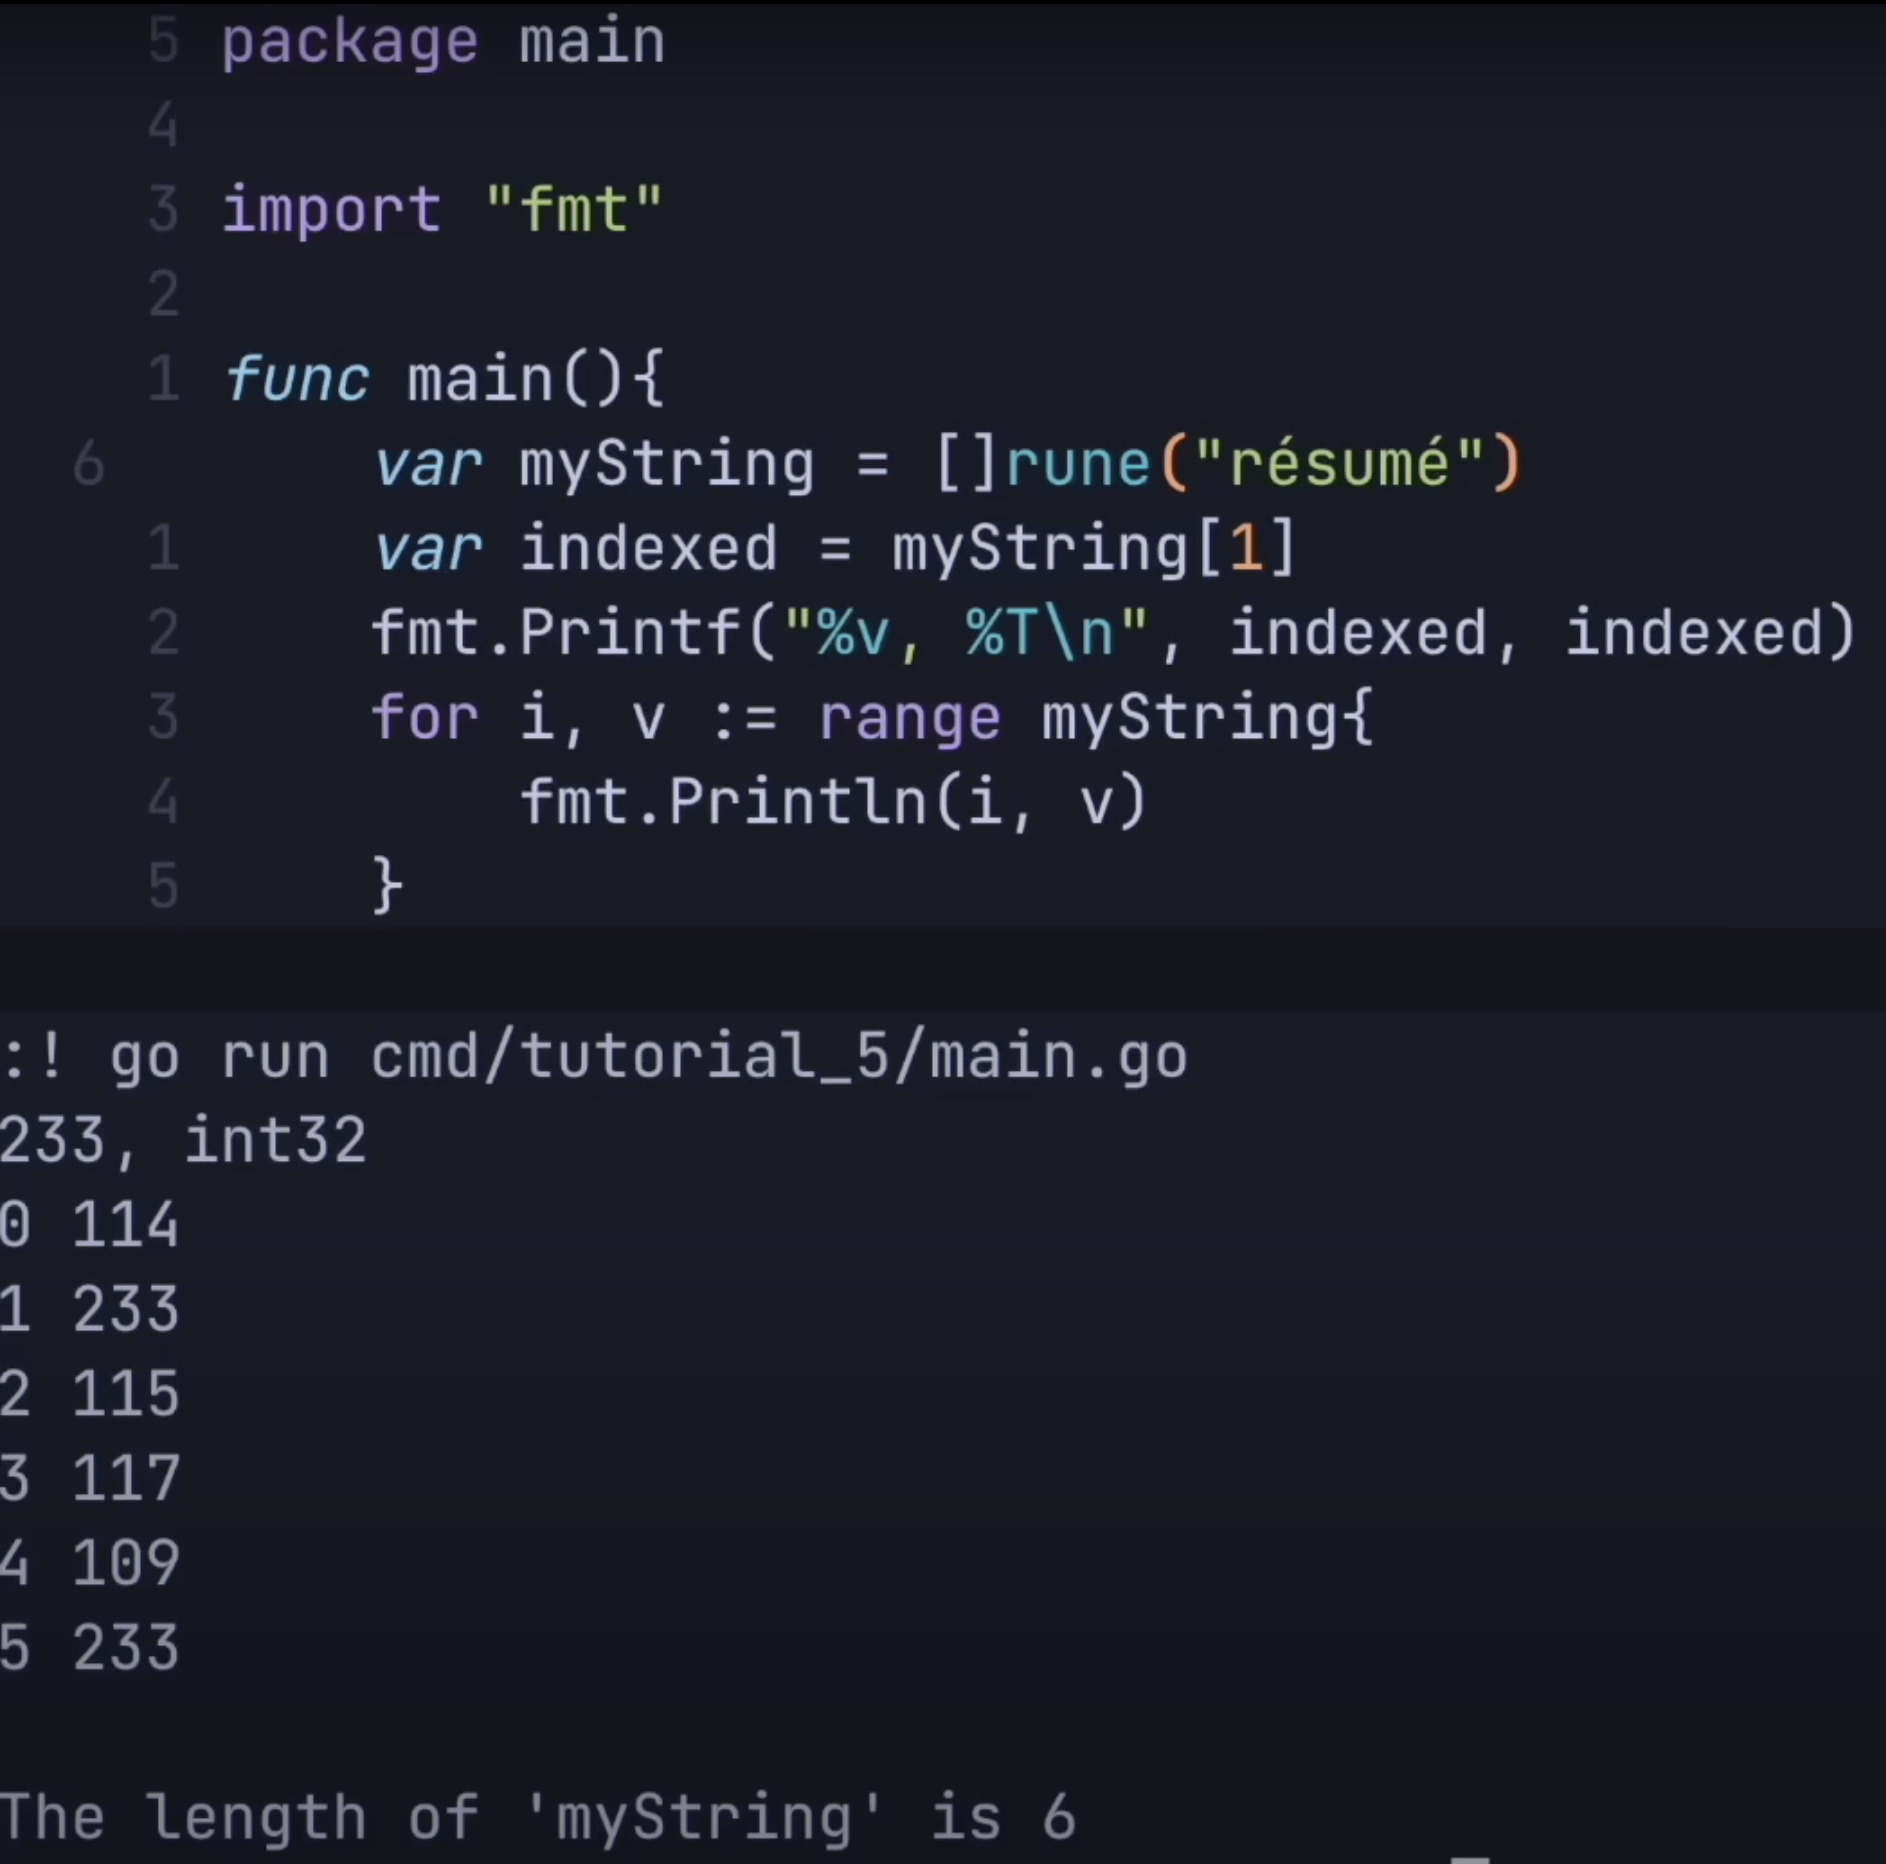 5 package main
4
3 import "fmt"
2
1 func main(){
6 var myString = []rune("résumé")
1 var indexed = myString[1]
2 fmt.Printf("%v, %T\n", indexed, indexed)
3 for i, v := range myString{
4 fmt.Println(i, v)
5 }
:! go run cmd/tutorial_5/main.go
233, int32
0 114
1 233
2 115
3 117
4 109
5 233
The length of 'myString' is 6